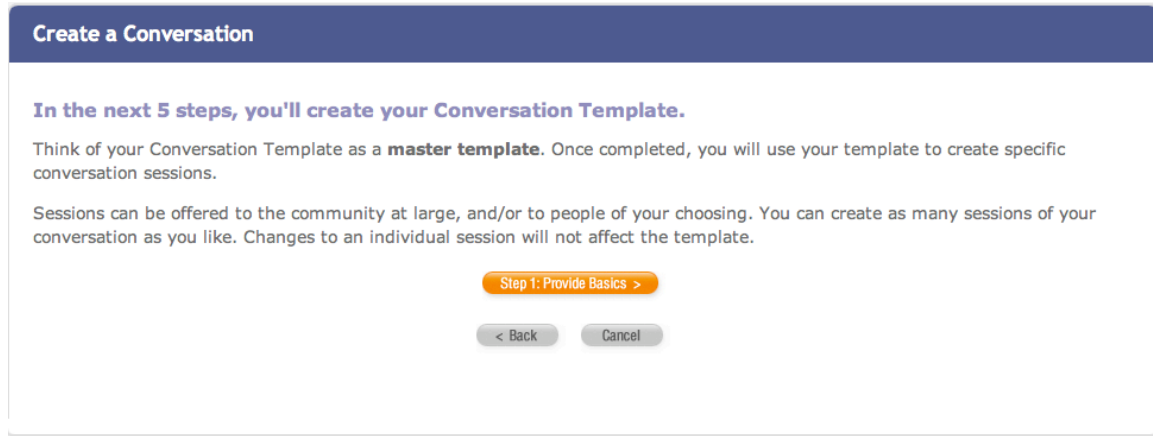 Create a Conversation
In the next 5 steps, you'll create your Conversation Template.
Think of your Conversation Template as a master template. Once completed, you will use your template to create specific
conversation sessions.
Sessions can be offered to the community at large, and/or to people of your choosing. You can create as many sessions of your
conversation as you like. Changes to an individual session will not affect the template.
Step 1: Provide Basics >
< Back Cancel